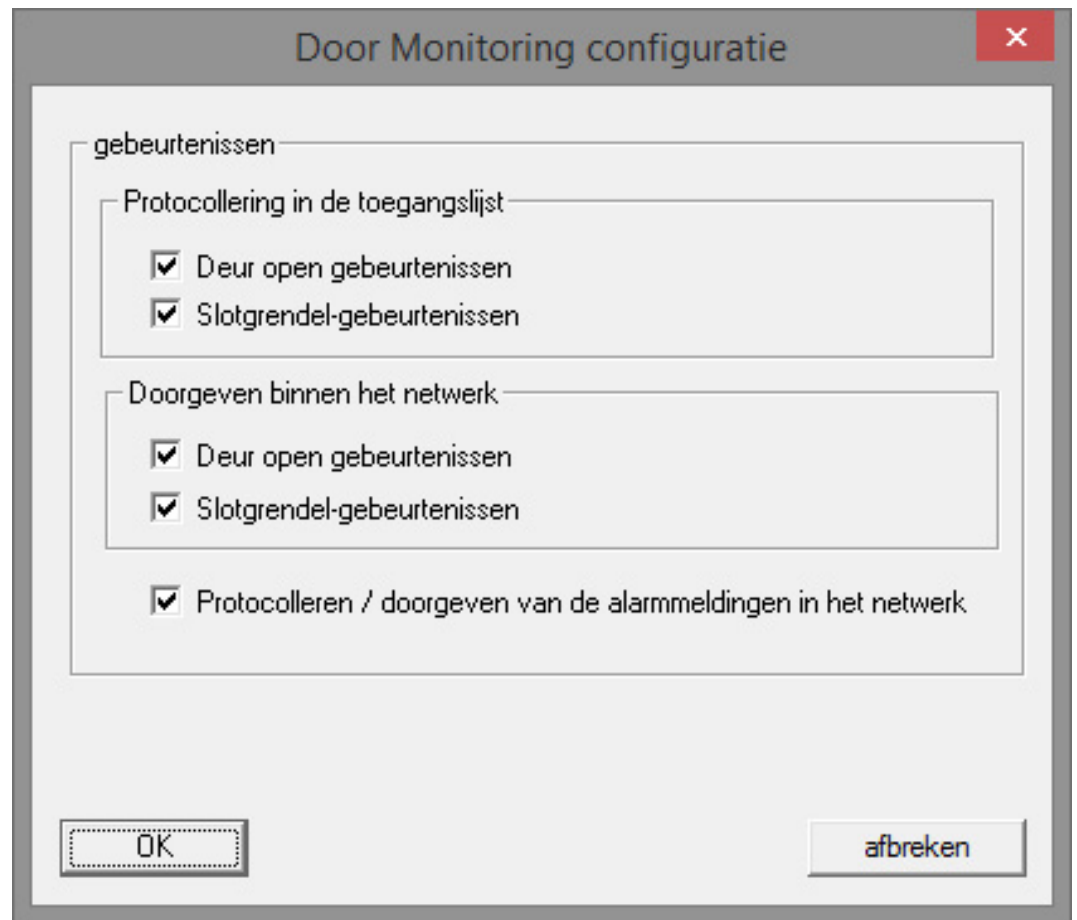 Door Monitoring configuratie
gebeurtenissen
Protocollering in de toegangslijst
Deur open gebeurtenissen
Slotgrendel-gebeurtenissen
Doorgeven binnen het netwerk
Deur open gebeurtenissen
Slotgrendel-gebeurtenissen
Protocolleren / doorgeven van de alarmmeldingen in het netwerk
OK
afbreken